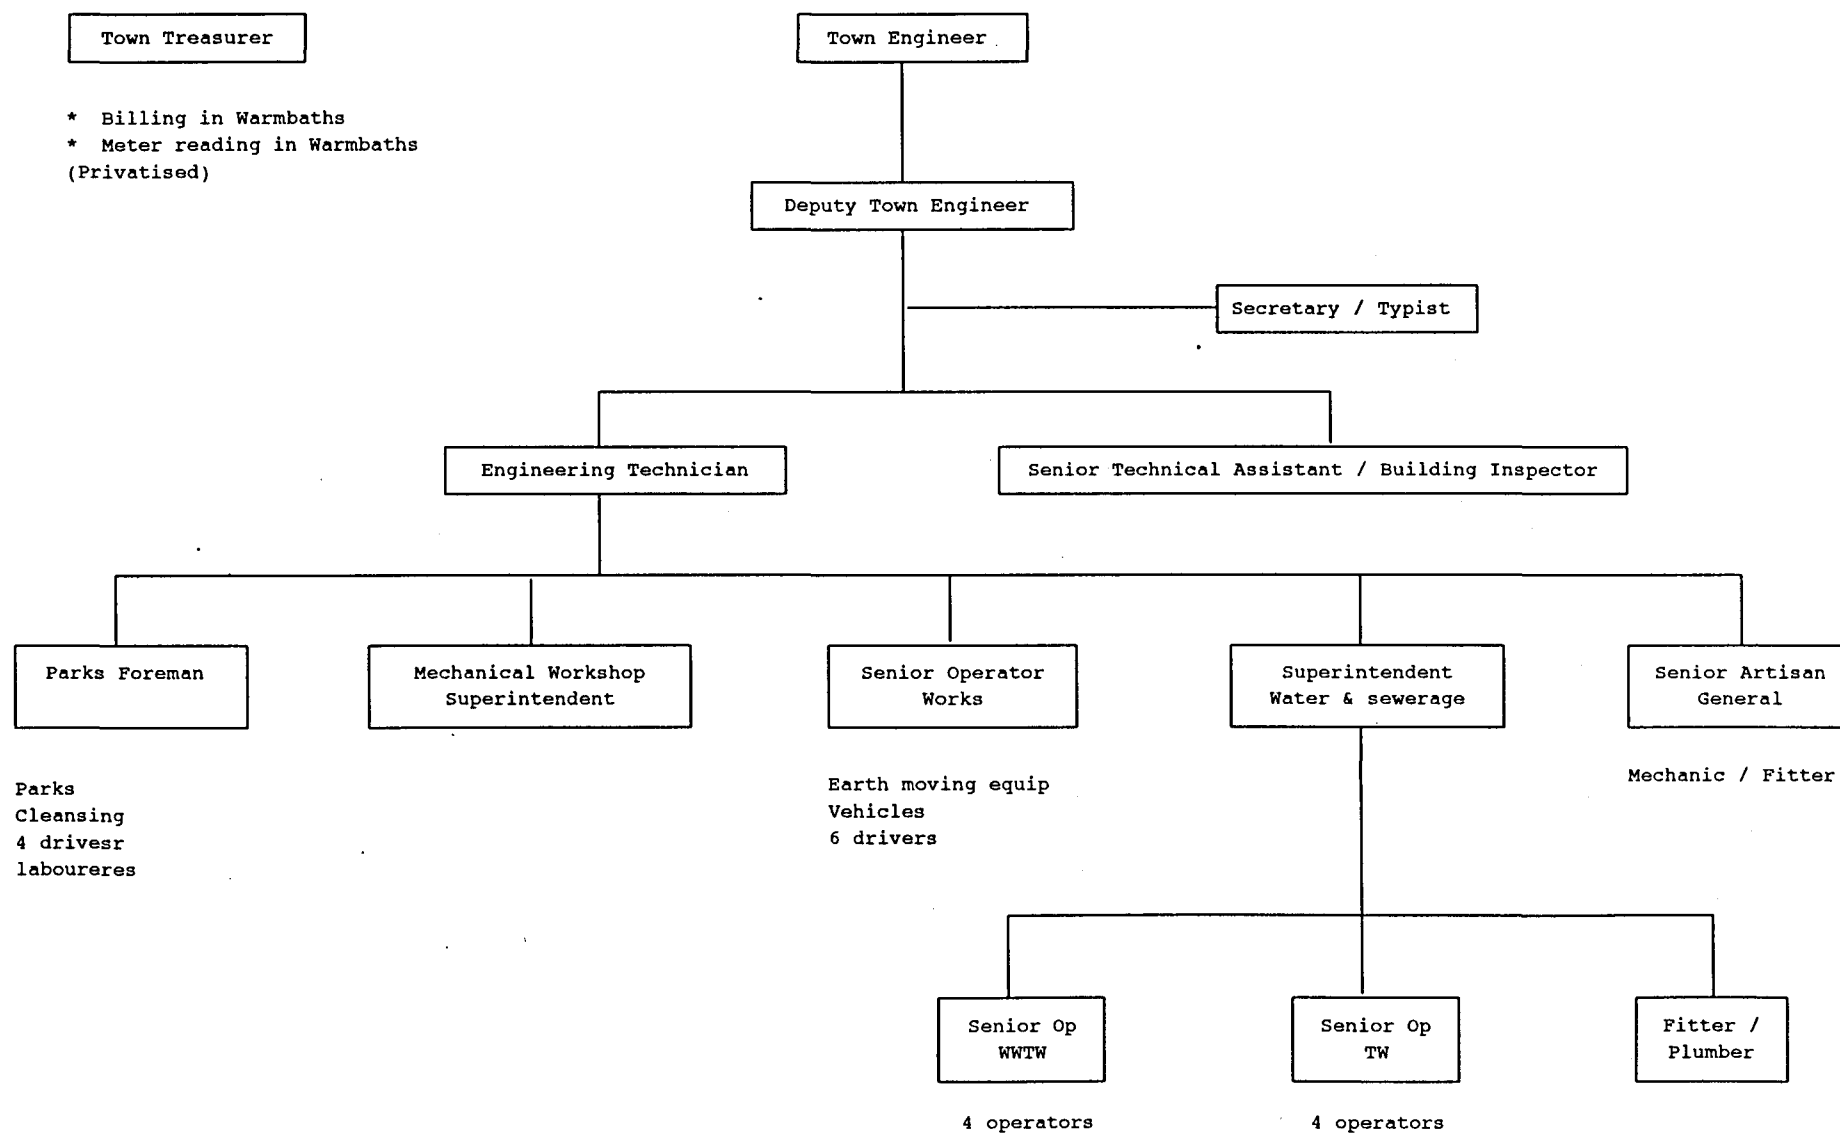 Town Treasurer
Town Engineer
* Billing in Warmbaths
* Meter reading in Warmbaths
(Privatised)
Deputy Town Engineer
Secretary / Typist
Engineering Technician
Senior Technical Assistant / Building Inspector
Parks Foreman
Mechanical Workshop
Superintendent
Senior Operator
Works
Superintendent
Water & sewerage
Senior Artisan
General
Parks
Cleansing
4 drivesr
laboureres
Earth moving equip
Vehicles
6 drivers
Mechanic / Fitter
Senior Op
WWTW
Senior Op
TW
Fitter /
Plumber
4 operators
4 operators